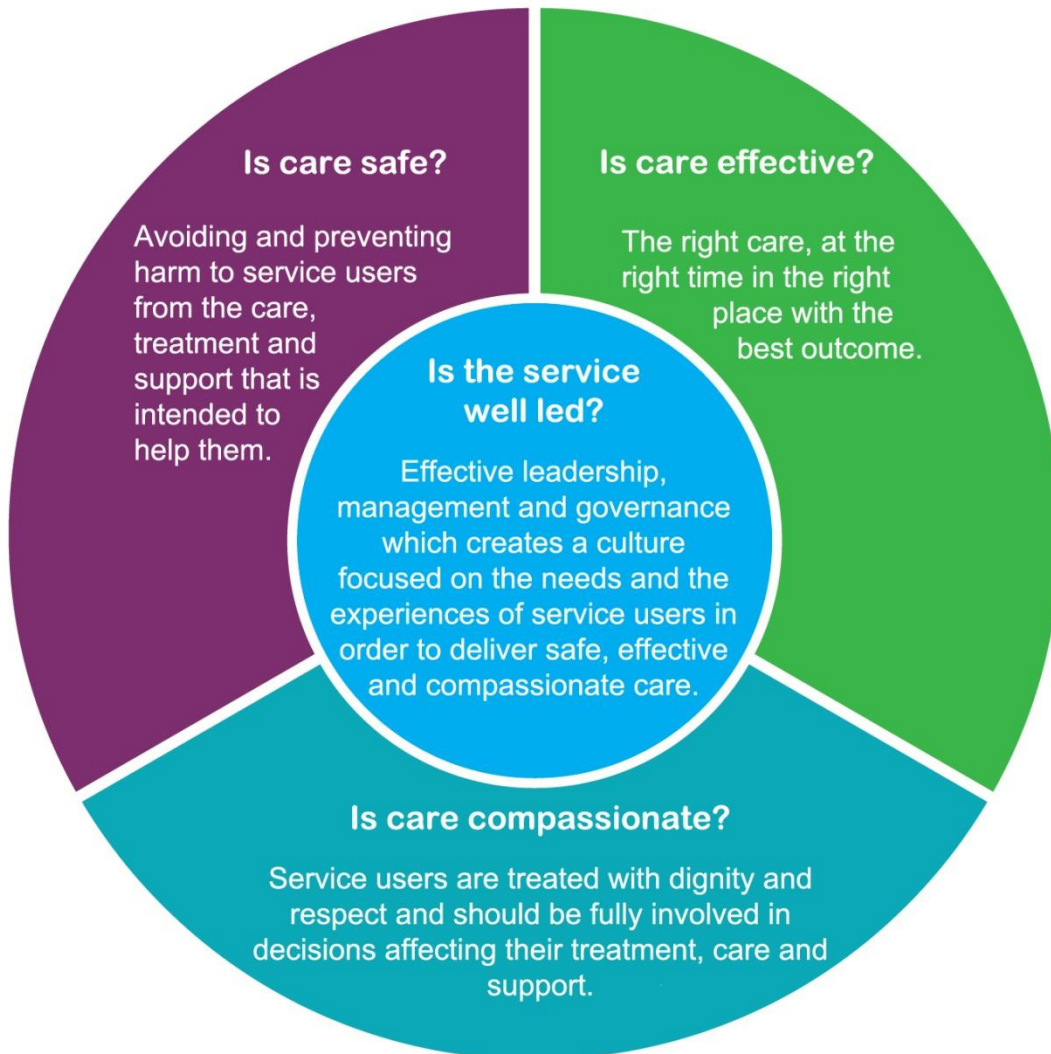 Is care safe?
Avoiding and preventing
harm to service users
from the care,
treatment and
support that is
intended to
help them.
Is care effective?
The right care, at the
right time in the right
place with the
best outcome.
Is the service
well led?
Effective leadership,
management and governance
which creates a culture
focused on the needs and the
experiences of service users in
order to deliver safe, effective
and compassionate care.
Is care compassionate?
Service users are treated with dignity and
respect and should be fully involved in
decisions affecting their treatment, care and
support.